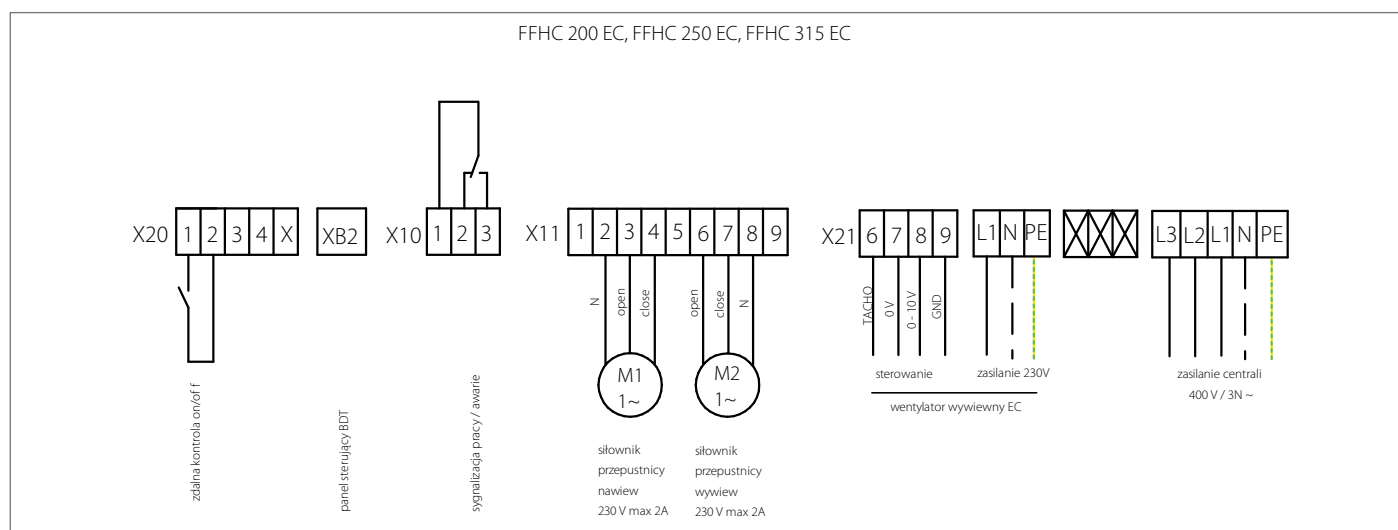 FFHC 200 EC, FFHC 250 EC, FFHC 315 EC
X20 1 2 3 4 X
XB2
X10 1 2 3
X11 1 2 3 4 5 6 7 8 9
X21 6 7 8 9
L1 N PE
L3 L2 L1 N PE
zdalna kontrola on/off f
panel sterujący BDT
sygnalizacja pracy / awarie
N
open
close
M1
1~
siłownik
przepustnicy
nawiew
230 V max 2A
open
close
N
M2
1~
siłownik
przepustnicy
wywiew
230 V max 2A
TACHO
0 V
0 - 10 V
GND
sterowanie
zasilanie 230V
wentylator wywiewny EC
zasilanie centrali
400 V / 3N ~